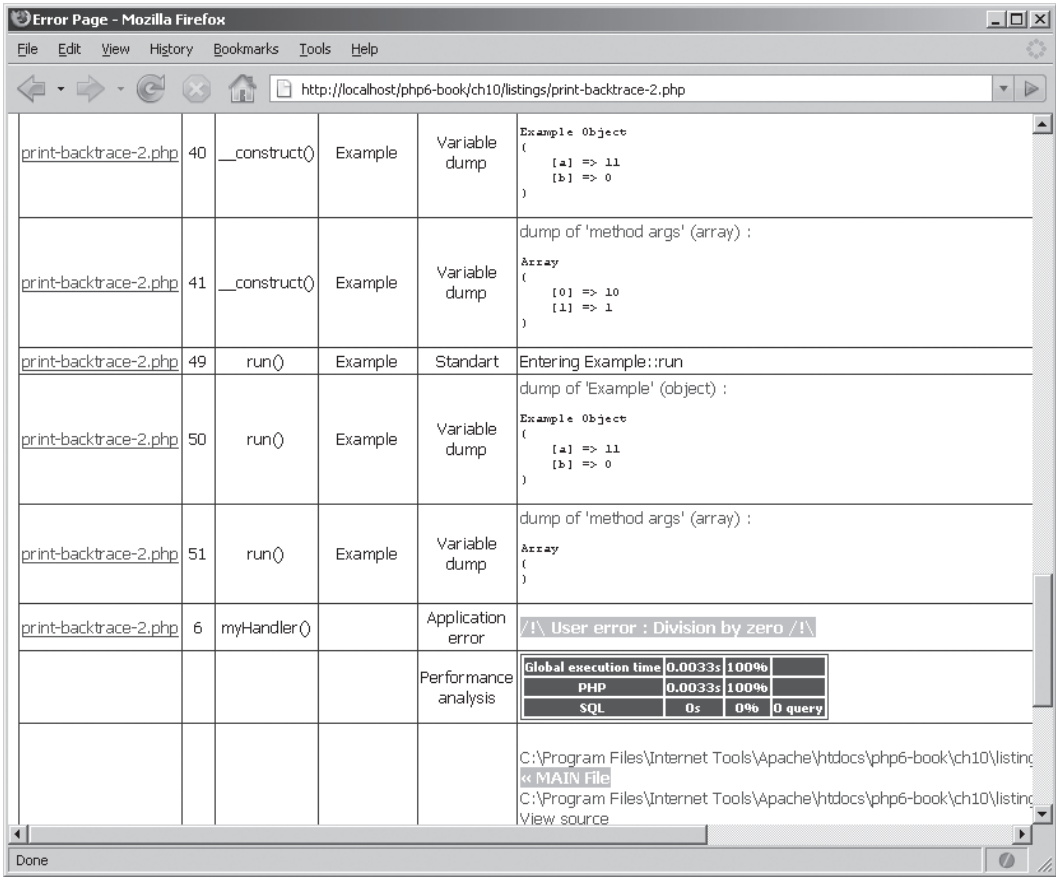 Error Page - Mozilla Firefox
File Edit View History Bookmarks Tools Help
http://localhost/php6-book/ch10/listings/print-backtrace-2.php
print-backtrace-2.php 40 __construct() Example Variable dump
Example Object
(
[a] => 11
[b] => 0
)
print-backtrace-2.php 41 __construct() Example Variable dump
dump of 'method args' (array) :
Array
(
[0] => 10
[1] => 1
)
print-backtrace-2.php 49 run() Example Standart Entering Example::run
print-backtrace-2.php 50 run() Example Variable dump
dump of 'Example' (object) :
Example Object
(
[a] => 11
[b] => 0
)
print-backtrace-2.php 51 run() Example Variable dump
dump of 'method args' (array) :
Array
(
)
print-backtrace-2.php 6 myHandler() Application error /!\ User error : Division by zero /!\
Performance analysis
Global execution time 0.0033s 100%
PHP 0.0033s 100%
SQL 0s 0% 0 query
C:\Program Files\Internet Tools\Apache\htdocs\php6-book\ch10\listing
« MAIN File
C:\Program Files\Internet Tools\Apache\htdocs\php6-book\ch10\listing
View source
Done